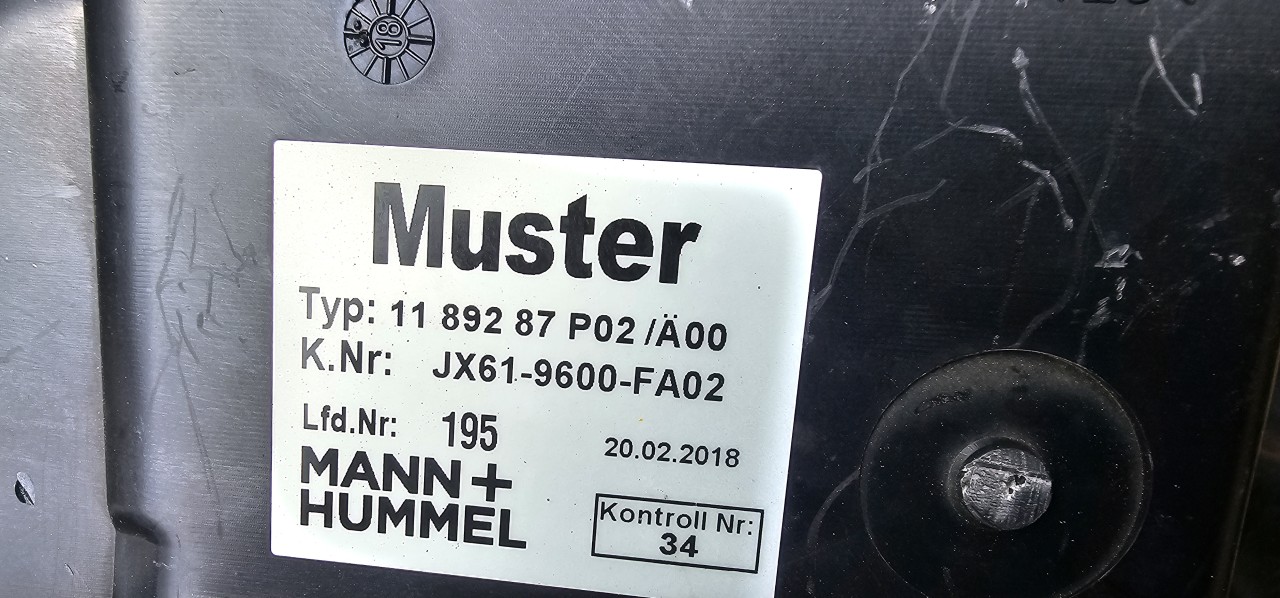 18
Muster
Typ: 11 892 87 P02 /Ä00
K.Nr: JX61-9600-FA02
Lfd.Nr: 195
20.02.2018
MANN+
HUMMEL
Kontroll Nr:
34